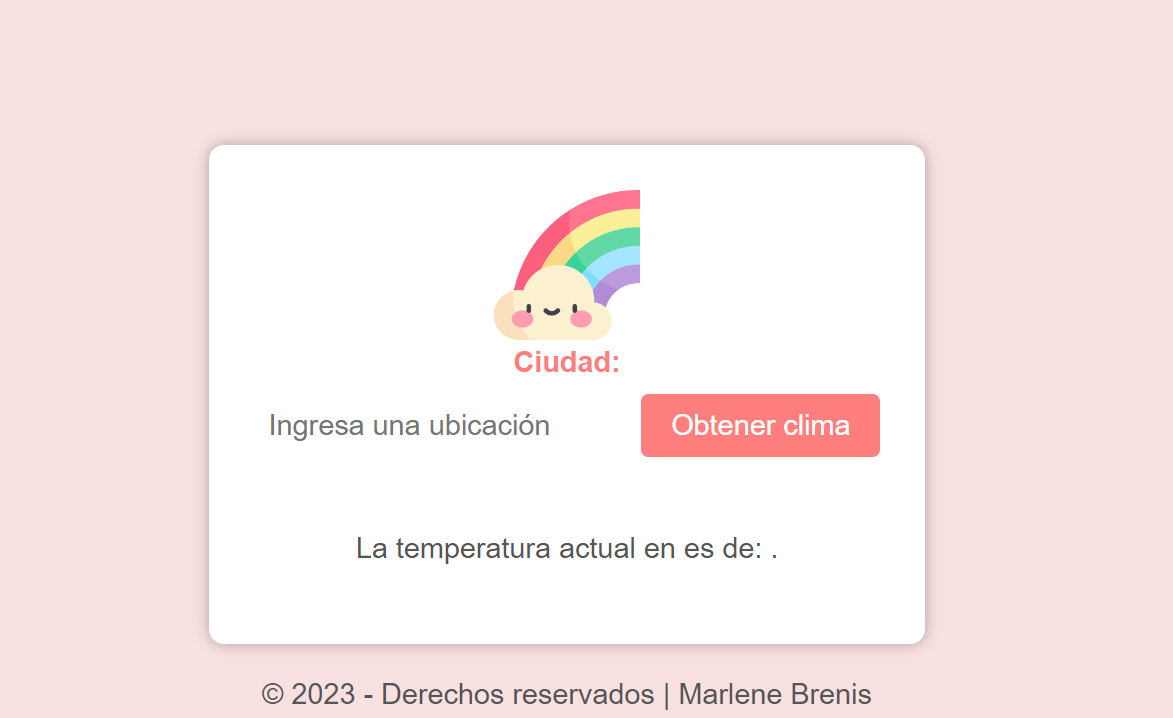 Ciudad:
Ingresa una ubicación
Obtener clima
La temperatura actual en es de: .
© 2023 - Derechos reservados | Marlene Brenis